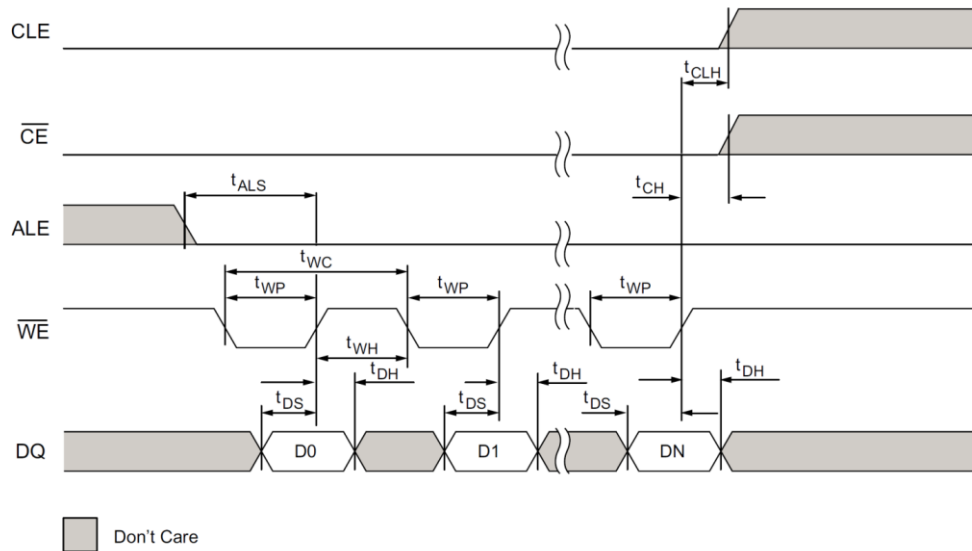 CLE
tCLH
CE
tCH
tALS
ALE
tWC
tWP tWP tWP
WE
tWH
tDH tDH tDH
tDS tDS tDS
DQ D0 D1 DN
Don't Care